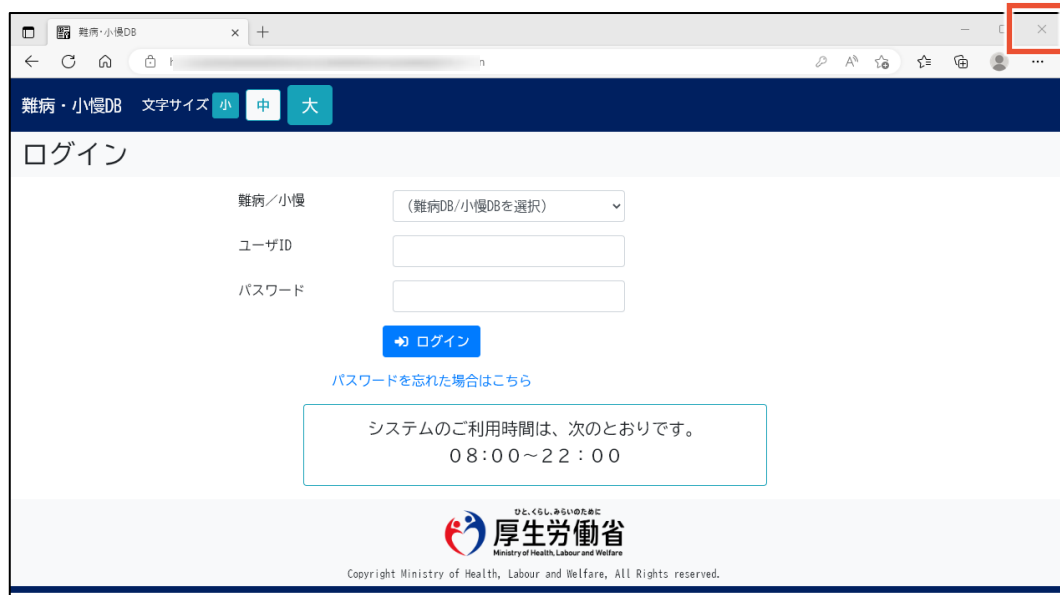 難病・小慢DB
難病・小慢DB 文字サイズ 小 中 大
ログイン
難病／小慢 (難病DB/小慢DBを選択)
ユーザID
パスワード
ログイン
パスワードを忘れた場合はこちら
システムのご利用時間は、次のとおりです。
０８：００～２２：００
ひと、くらし、みらいのために
厚生労働省
Ministry of Health, Labour and Welfare
Copyright Ministry of Health, Labour and Welfare, All Rights reserved.